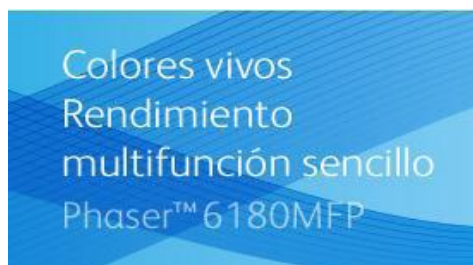 Colores vivos
Rendimiento
multifunción sencillo
Phaser™ 6180MFP